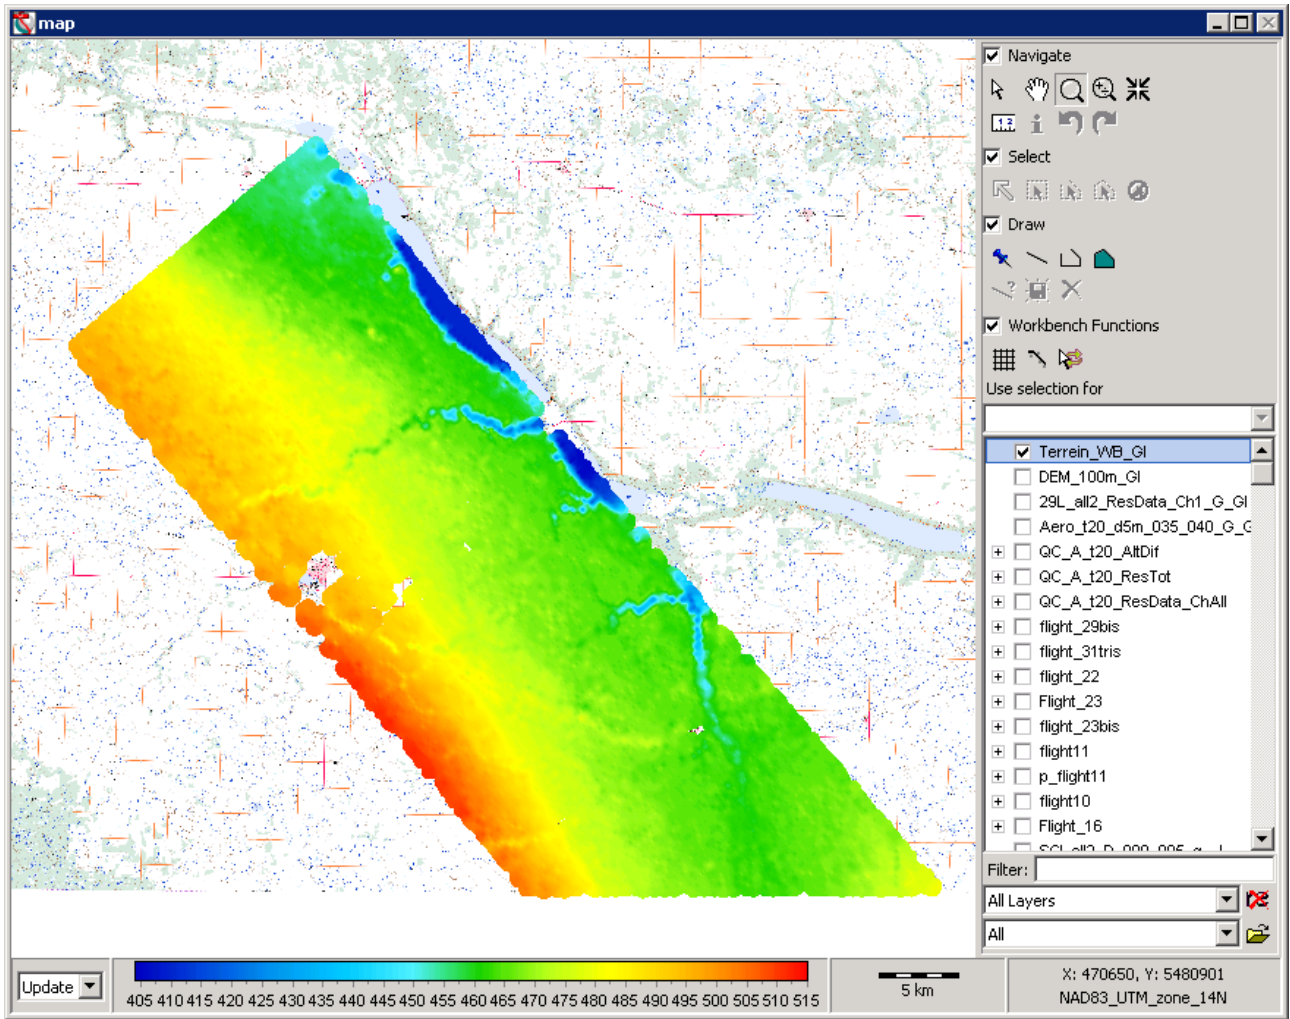 map
Navigate
1 2
Select
Draw
Workbench Functions
Use selection for
Terrein_WB_GI
DEM_100m_GI
29L_all2_ResData_Ch1_G_GI
Aero_t20_d5m_035_040_G_G
QC_A_t20_AltDif
QC_A_t20_ResTot
QC_A_t20_ResData_ChAll
flight_29bis
flight_31tris
flight_22
Flight_23
flight_23bis
flight11
p_flight11
flight10
Flight_16
Filter:
All Layers
All
Update
405 410 415 420 425 430 435 440 445 450 455 460 465 470 475 480 485 490 495 500 505 510 515
5 km
X: 470650, Y: 5480901
NAD83_UTM_zone_14N